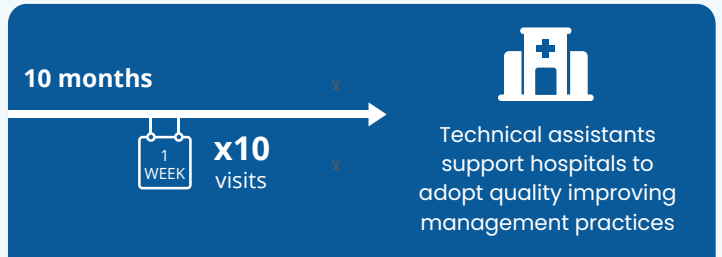 10 months
¥
1
WEEK
x10
visits
¥
Technical assistants
support hospitals to
adopt quality improving
management practices